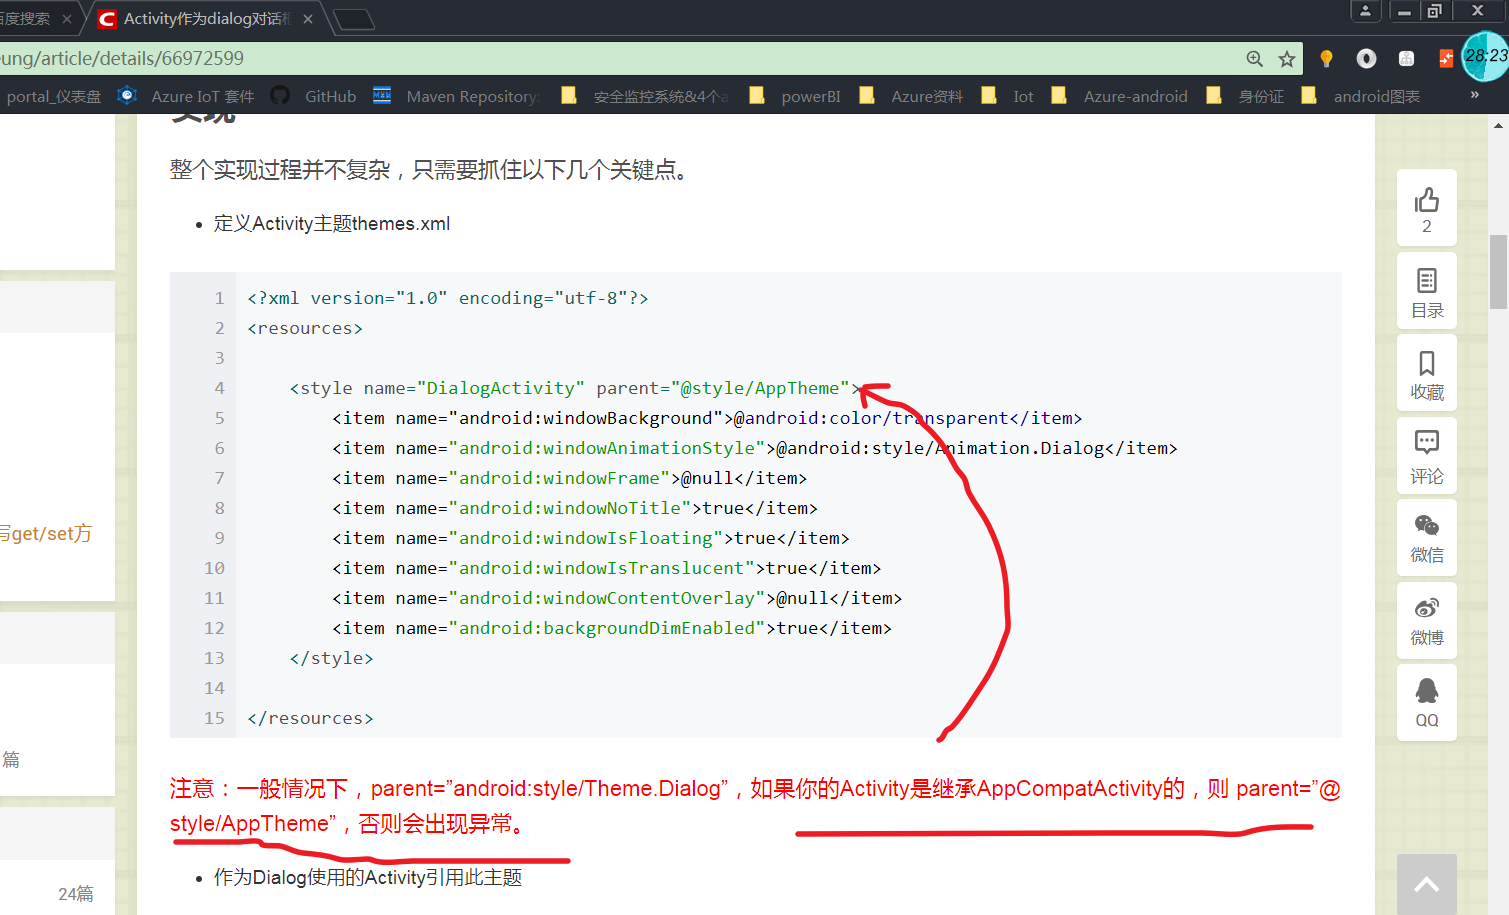 百度搜索
Activity作为dialog对话框
eung/article/details/66972599
28:23
portal_仪表盘
Azure IoT 套件
GitHub
Maven Repository:
安全监控系统&4个a
powerBI
Azure资料
Iot
Azure-android
身份证
android图表
»
实现
整个实现过程并不复杂，只需要抓住以下几个关键点。
• 定义Activity主题themes.xml
1 <?xml version="1.0" encoding="utf-8"?>
2 <resources>
3
4 <style name="DialogActivity" parent="@style/AppTheme">
5 <item name="android:windowBackground">@android:color/transparent</item>
6 <item name="android:windowAnimationStyle">@android:style/Animation.Dialog</item>
7 <item name="android:windowFrame">@null</item>
8 <item name="android:windowNoTitle">true</item>
9 <item name="android:windowIsFloating">true</item>
10 <item name="android:windowIsTranslucent">true</item>
11 <item name="android:windowContentOverlay">@null</item>
12 <item name="android:backgroundDimEnabled">true</item>
13 </style>
14
15 </resources>
注意：一般情况下，parent=”android:style/Theme.Dialog”，如果你的Activity是继承AppCompatActivity的，则 parent=”@
style/AppTheme”，否则会出现异常。
• 作为Dialog使用的Activity引用此主题
写get/set方
篇
24篇
2
目录
收藏
评论
微信
微博
QQ